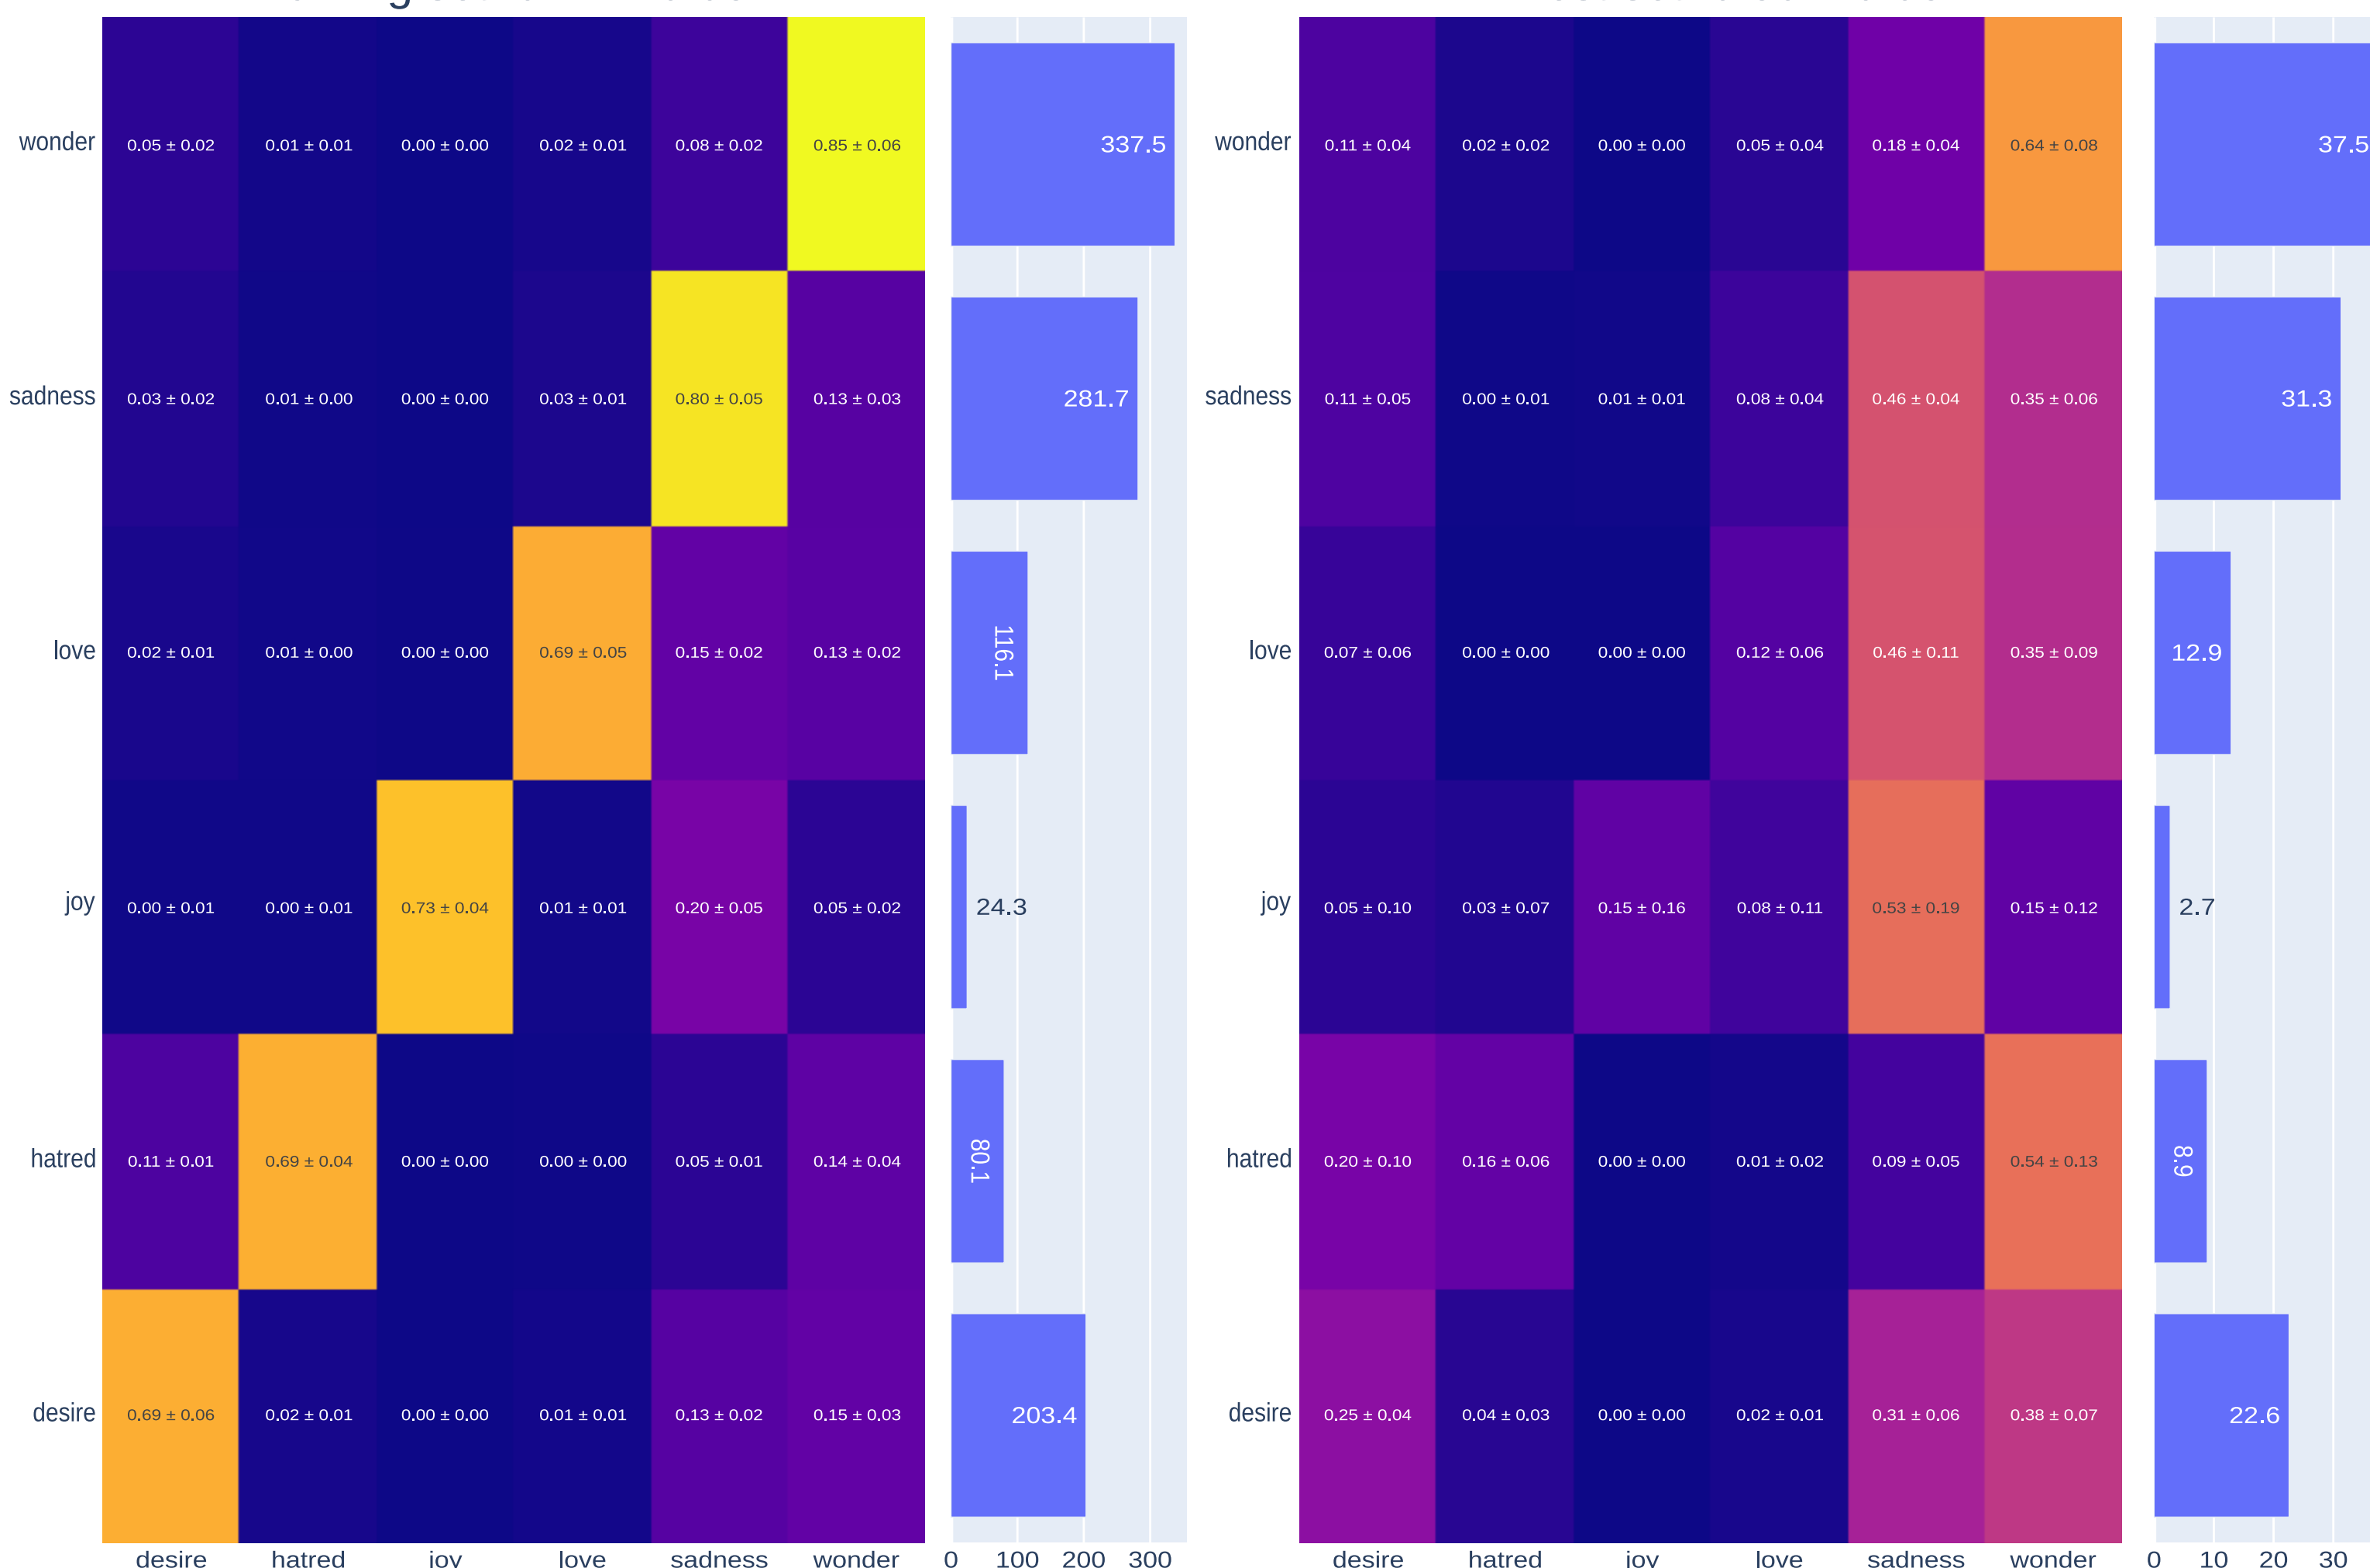 wonder 0.05 ± 0.02 0.01 ± 0.01 0.00 ± 0.00 0.02 ± 0.01 0.08 ± 0.02 0.85 ± 0.06 337.5
sadness 0.03 ± 0.02 0.01 ± 0.00 0.00 ± 0.00 0.03 ± 0.01 0.80 ± 0.05 0.13 ± 0.03 281.7
love 0.02 ± 0.01 0.01 ± 0.00 0.00 ± 0.00 0.69 ± 0.05 0.15 ± 0.02 0.13 ± 0.02 116.1
joy 0.00 ± 0.01 0.00 ± 0.01 0.73 ± 0.04 0.01 ± 0.01 0.20 ± 0.05 0.05 ± 0.02 24.3
hatred 0.11 ± 0.01 0.69 ± 0.04 0.00 ± 0.00 0.00 ± 0.00 0.05 ± 0.01 0.14 ± 0.04 80.1
desire 0.69 ± 0.06 0.02 ± 0.01 0.00 ± 0.00 0.01 ± 0.01 0.13 ± 0.02 0.15 ± 0.03 203.4
desire hatred joy love sadness wonder 0 100 200 300
wonder 0.11 ± 0.04 0.02 ± 0.02 0.00 ± 0.00 0.05 ± 0.04 0.18 ± 0.04 0.64 ± 0.08 37.5
sadness 0.11 ± 0.05 0.00 ± 0.01 0.01 ± 0.01 0.08 ± 0.04 0.46 ± 0.04 0.35 ± 0.06 31.3
love 0.07 ± 0.06 0.00 ± 0.00 0.00 ± 0.00 0.12 ± 0.06 0.46 ± 0.11 0.35 ± 0.09 12.9
joy 0.05 ± 0.10 0.03 ± 0.07 0.15 ± 0.16 0.08 ± 0.11 0.53 ± 0.19 0.15 ± 0.12 2.7
hatred 0.20 ± 0.10 0.16 ± 0.06 0.00 ± 0.00 0.01 ± 0.02 0.09 ± 0.05 0.54 ± 0.13 8.9
desire 0.25 ± 0.04 0.04 ± 0.03 0.00 ± 0.00 0.02 ± 0.01 0.31 ± 0.06 0.38 ± 0.07 22.6
desire hatred joy love sadness wonder 0 10 20 30